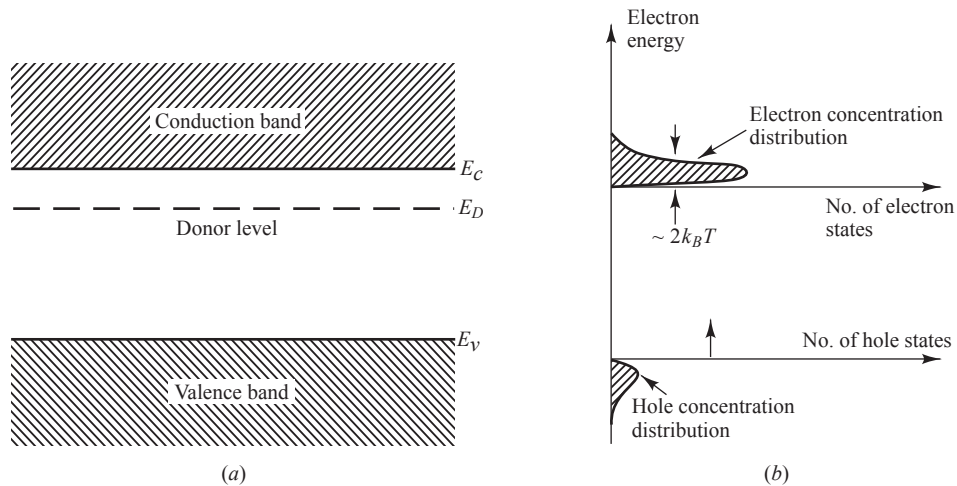 Conduction band
E_C
E_D
Donor level
E_V
Valence band
(a)
Electron
energy
Electron concentration
distribution
No. of electron
states
~ 2k_BT
No. of hole states
Hole concentration
distribution
(b)